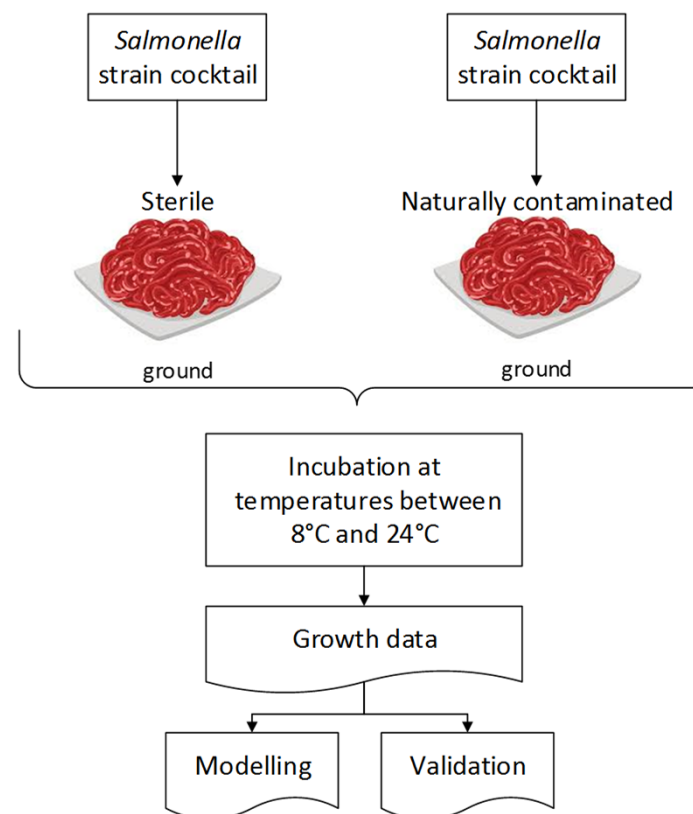 Salmonella
strain cocktail
Salmonella
strain cocktail
Sterile
Naturally contaminated
ground
ground
Incubation at
temperatures between
8°C and 24°C
Growth data
Modelling
Validation